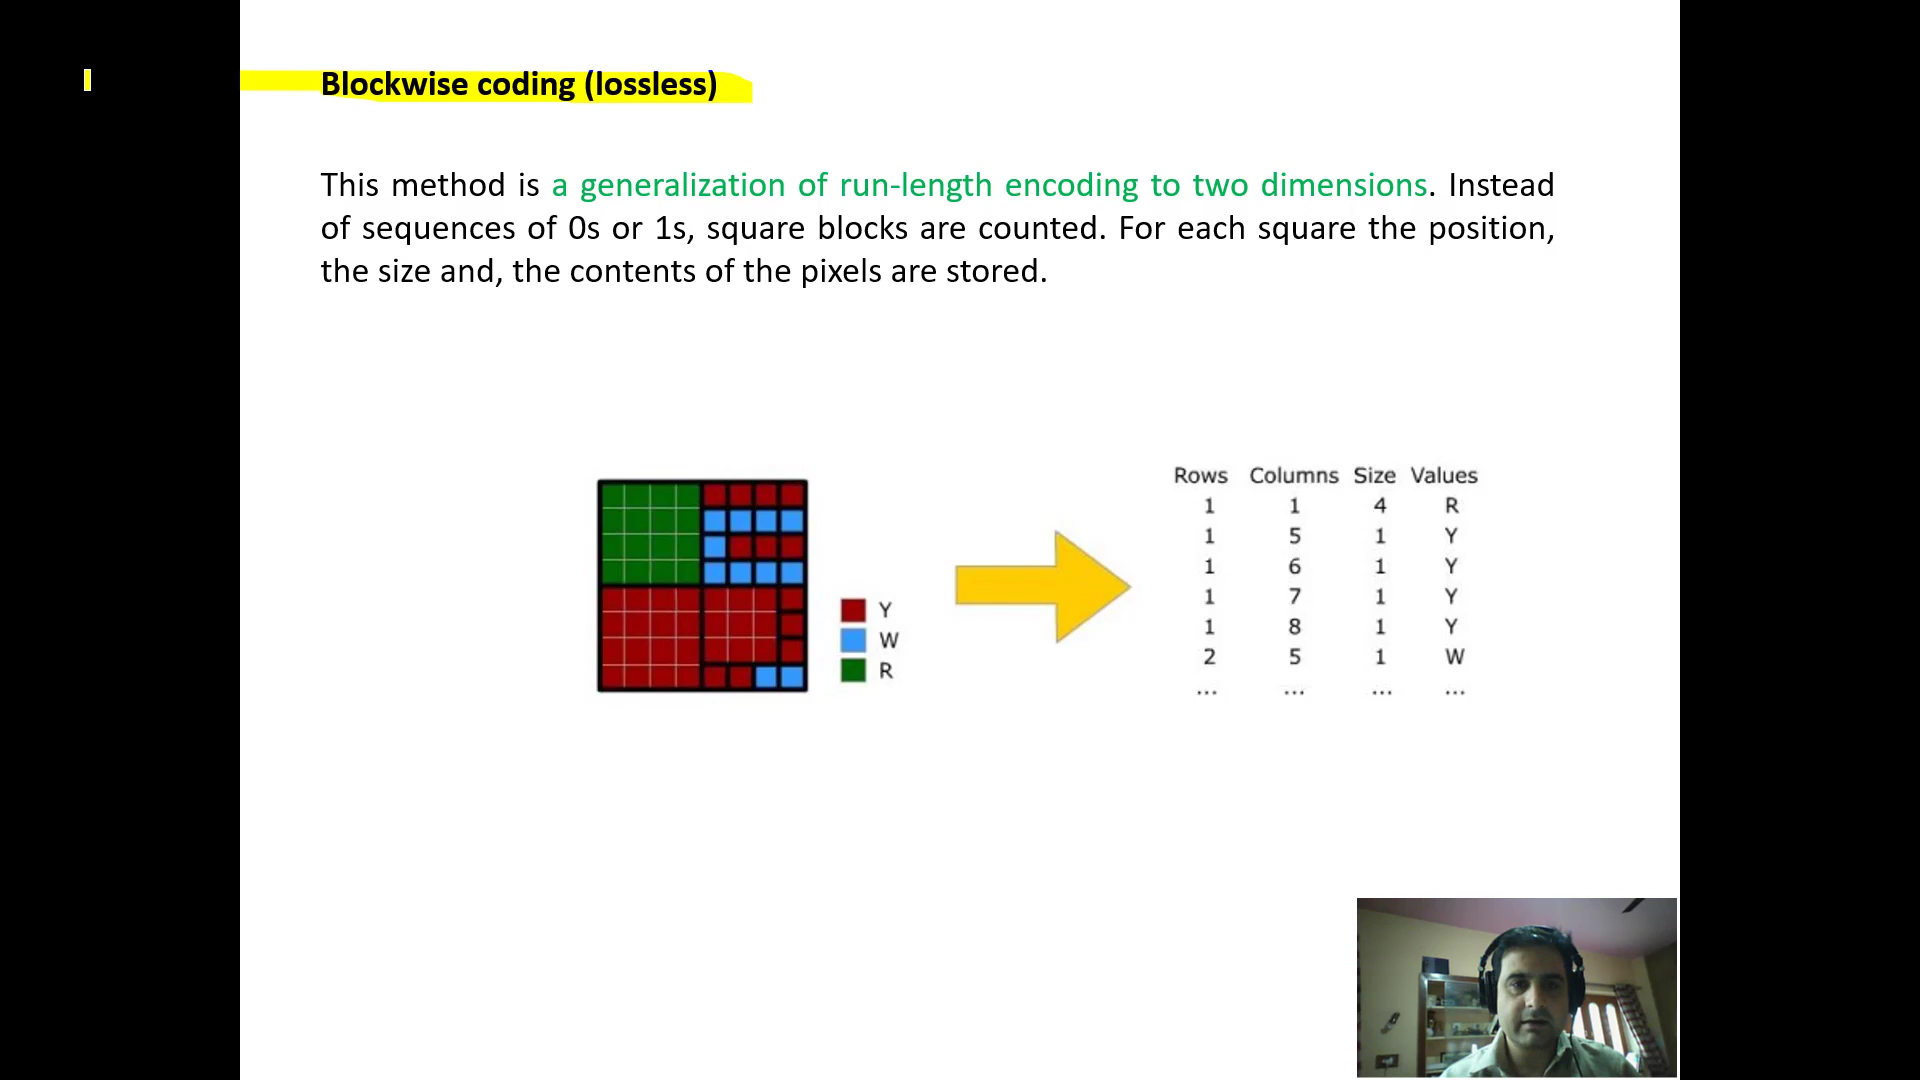 Blockwise coding (lossless)
This method is a generalization of run-length encoding to two dimensions. Instead
of sequences of 0s or 1s, square blocks are counted. For each square the position,
the size and, the contents of the pixels are stored.
Rows Columns Size Values
1 1 4 R
1 5 1 Y
1 6 1 Y
1 7 1 Y
1 8 1 Y
2 5 1 W
... ... ... ...
Y
W
R